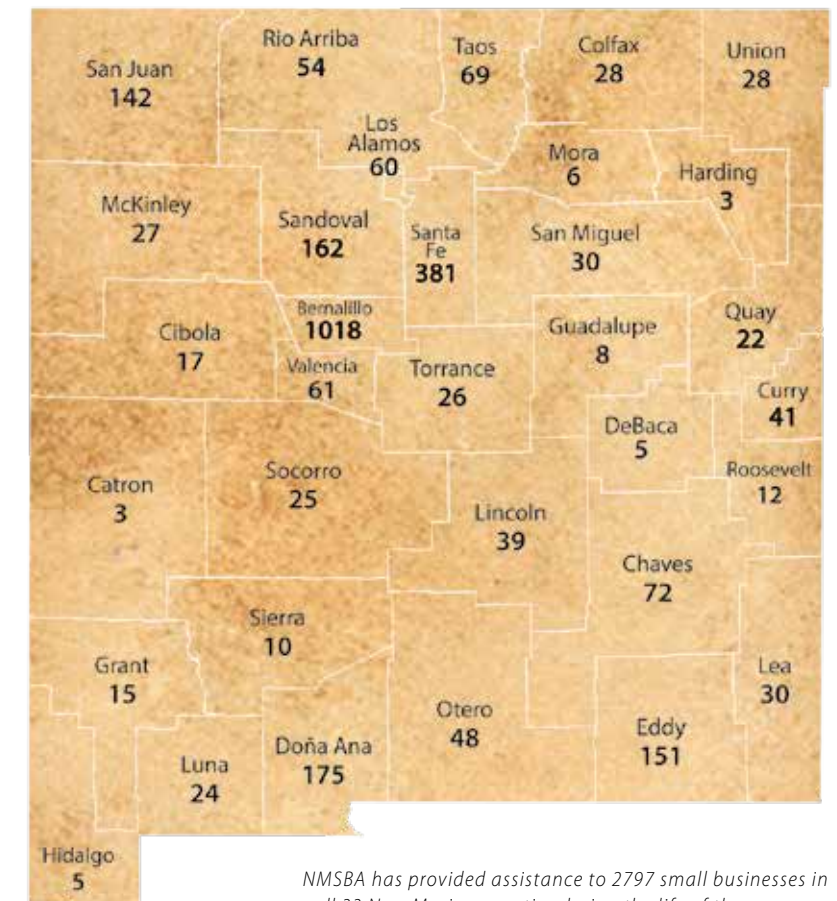 San Juan
142
Rio Arriba
54
Taos
69
Colfax
28
Union
28
Los
Alamos
60
Mora
6
Harding
3
McKinley
27
Sandoval
162
Santa
Fe
381
San Miguel
30
Bernalillo
1018
Cibola
17
Valencia
61
Torrance
26
Guadalupe
8
Quay
22
Curry
41
DeBaca
5
Roosevelt
12
Catron
3
Socorro
25
Lincoln
39
Chaves
72
Sierra
10
Grant
15
Lea
30
Otero
48
Eddy
151
Doña Ana
175
Luna
24
Hidalgo
5
NMSBA has provided assistance to 2797 small businesses in